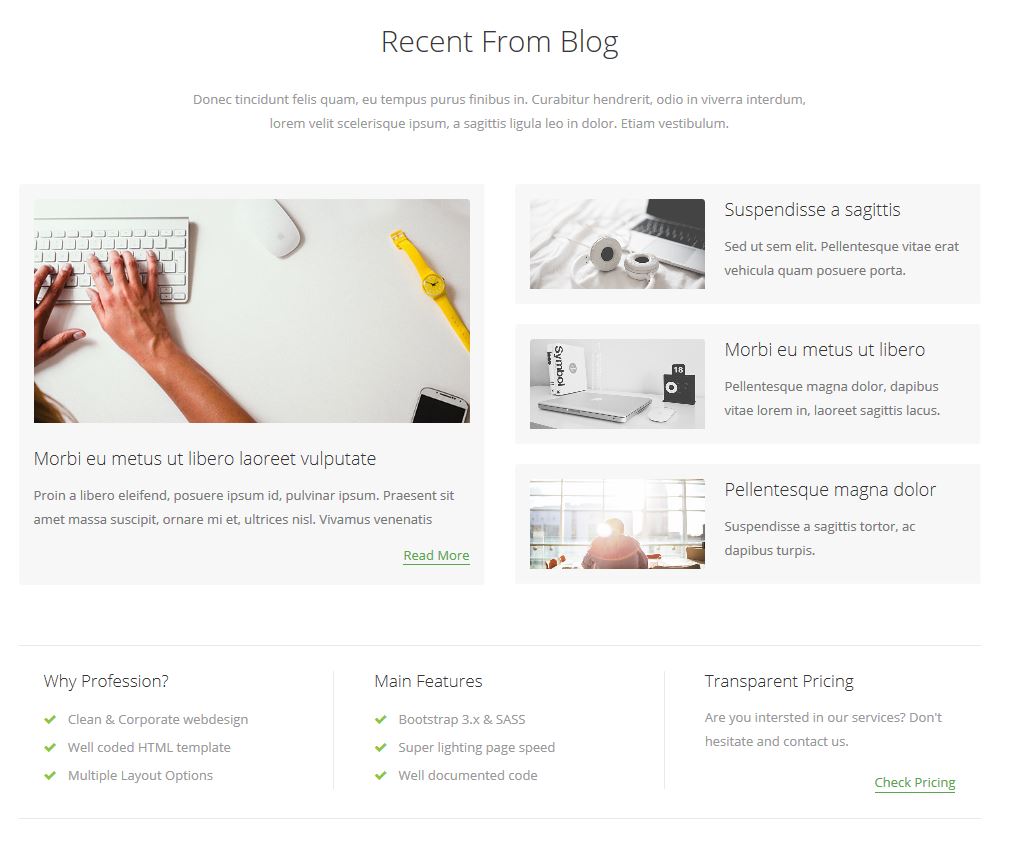 Recent From Blog
Donec tincidunt felis quam, eu tempus purus finibus in. Curabitur hendrerit, odio in viverra interdum,
lorem velit scelerisque ipsum, a sagittis ligula leo in dolor. Etiam vestibulum.
Morbi eu metus ut libero laoreet vulputate
Proin a libero eleifend, posuere ipsum id, pulvinar ipsum. Praesent sit
amet massa suscipit, ornare mi et, ultrices nisl. Vivamus venenatis
Read More
Suspendisse a sagittis
Sed ut sem elit. Pellentesque vitae erat
vehicula quam posuere porta.
Symbol
18
Morbi eu metus ut libero
Pellentesque magna dolor, dapibus
vitae lorem in, laoreet sagittis lacus.
Pellentesque magna dolor
Suspendisse a sagittis tortor, ac
dapibus turpis.
Why Profession?
Clean & Corporate webdesign
Well coded HTML template
Multiple Layout Options
Main Features
Bootstrap 3.x & SASS
Super lighting page speed
Well documented code
Transparent Pricing
Are you intersted in our services? Don't
hesitate and contact us.
Check Pricing